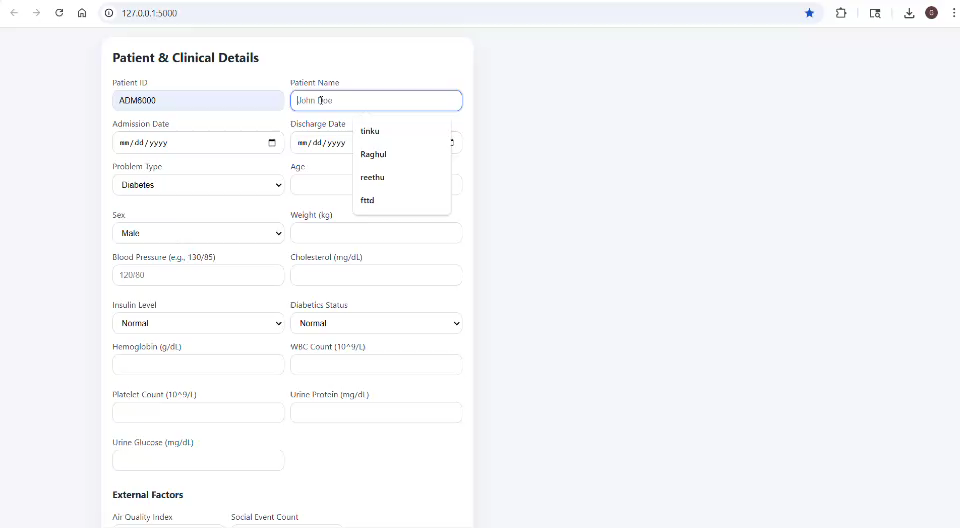 127.0.0.1:5000
G
Patient & Clinical Details
Patient ID Patient Name
ADM6000 John Doe
Admission Date Discharge Date
mm/dd/yyyy mm/dd/yyyy
tinku
Raghul
reethu
fttd
Problem Type Age
Diabetes
Sex Weight (kg)
Male
Blood Pressure (e.g., 130/85) Cholesterol (mg/dL)
120/80
Insulin Level Diabetics Status
Normal Normal
Hemoglobin (g/dL) WBC Count (10^9/L)
Platelet Count (10^9/L) Urine Protein (mg/dL)
Urine Glucose (mg/dL)
External Factors
Air Quality Index Social Event Count